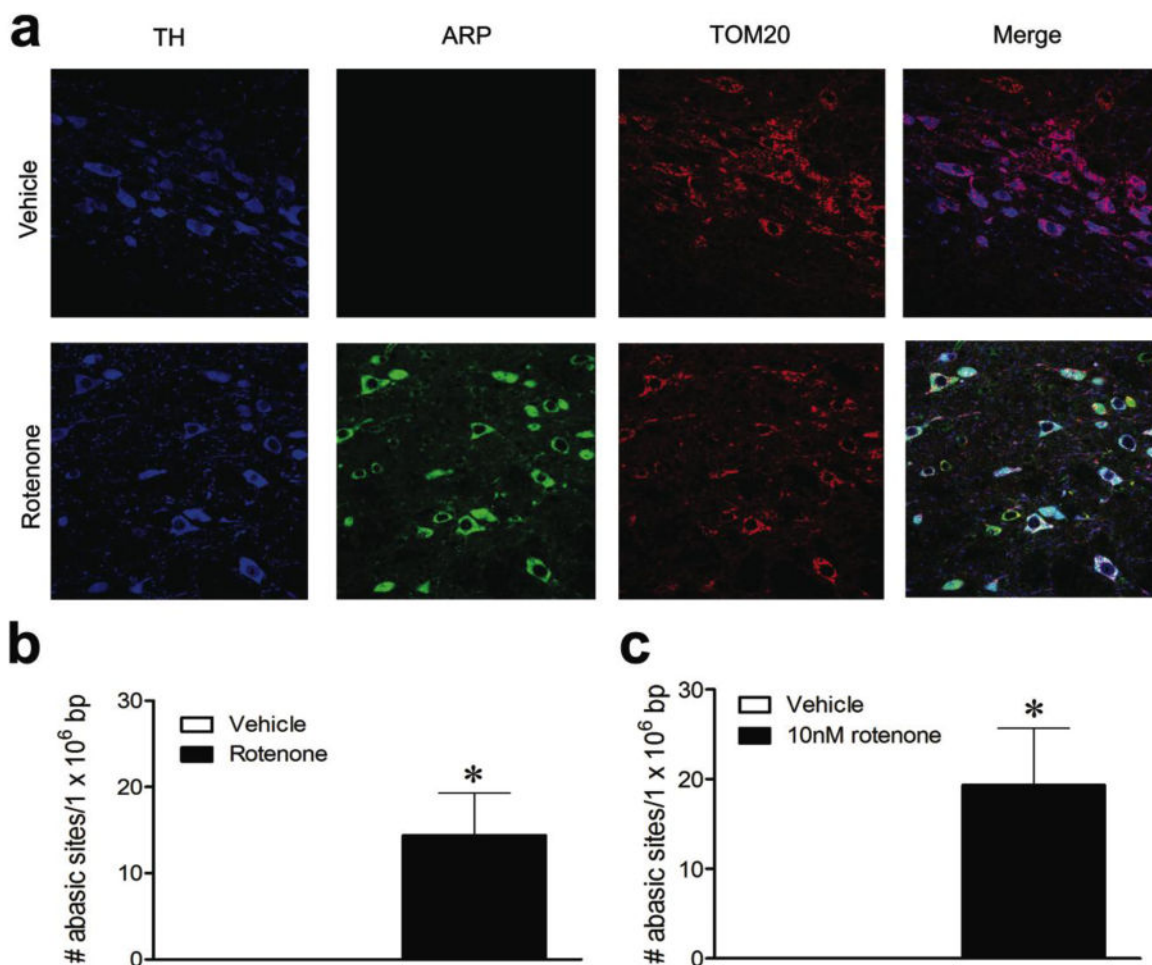 a
TH ARP TOM20 Merge
Vehicle
Rotenone
b
# abasic sites/1 x 10⁶ bp
30
20
10
0
Vehicle
Rotenone
*
c
# abasic sites/1 x 10⁶ bp
30
20
10
0
Vehicle
10nM rotenone
*